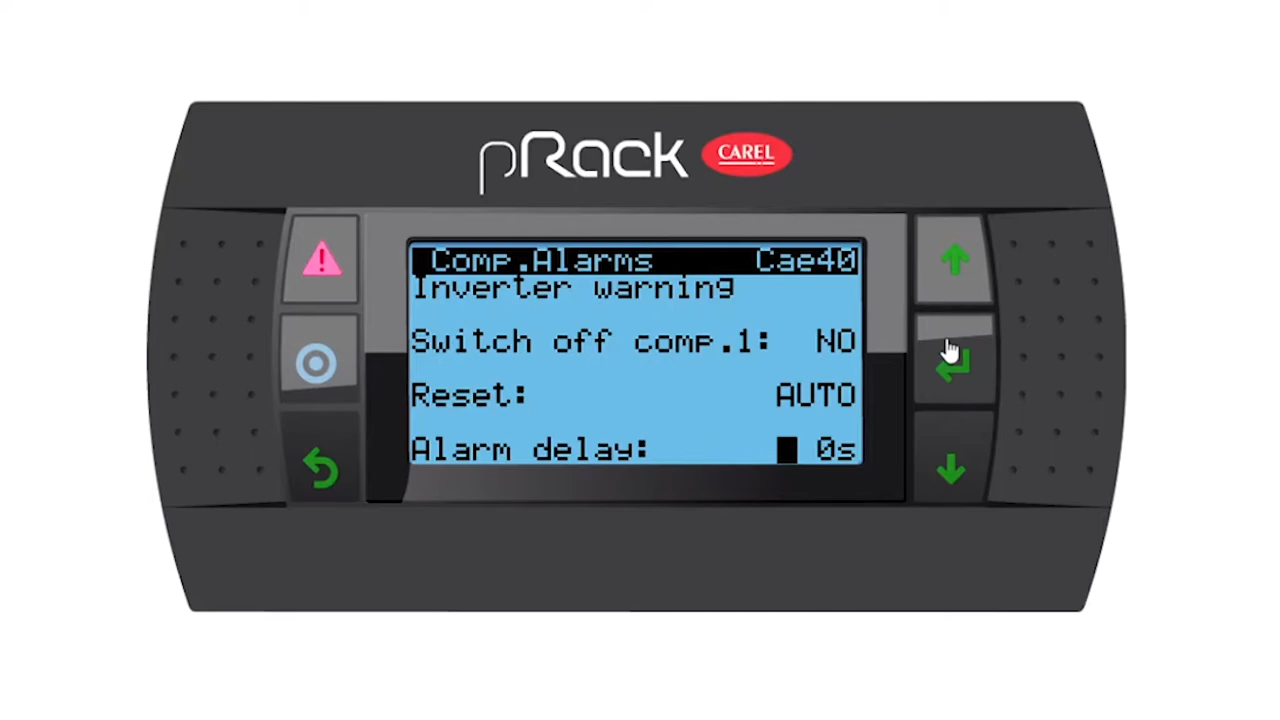 pRack CAREL
Comp.Alarms Cae40
Inverter warning
Switch off comp.1: NO
Reset: AUTO
Alarm delay: 0s